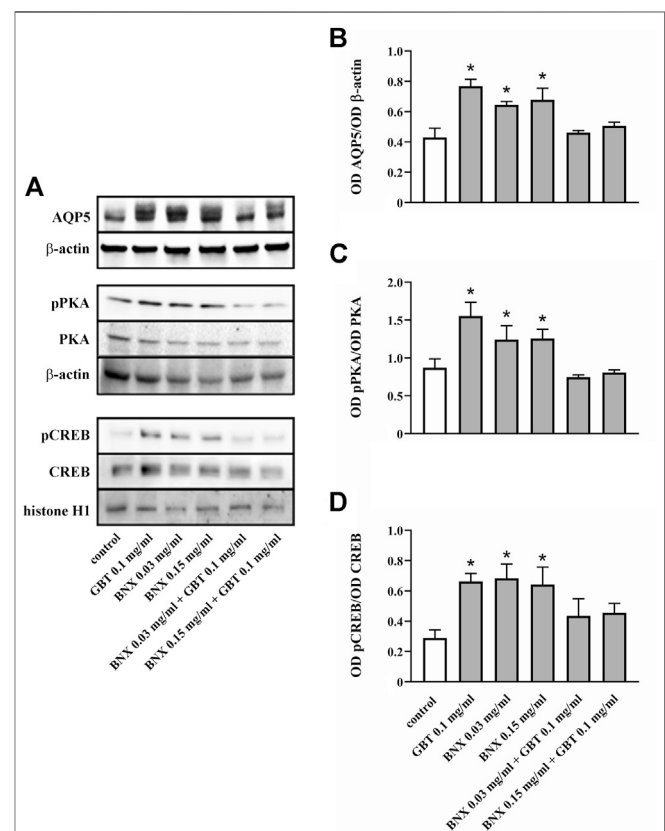 A
AQP5
β-actin
pPKA
PKA
β-actin
pCREB
CREB
histone H1
control
GBT 0.1 mg/ml
BNX 0.03 mg/ml
BNX 0.15 mg/ml
BNX 0.03 mg/ml + GBT 0.1 mg/ml
BNX 0.15 mg/ml + GBT 0.1 mg/ml
B
OD AQP5/OD β-actin
1.0
0.8
0.6
0.4
0.2
0
* * *
C
OD pPKA/OD PKA
2.0
1.5
1.0
0.5
0
* * *
D
OD pCREB/OD CREB
1.0
0.8
0.6
0.4
0.2
0
* * *
control
GBT 0.1 mg/ml
BNX 0.03 mg/ml
BNX 0.15 mg/ml
BNX 0.03 mg/ml + GBT 0.1 mg/ml
BNX 0.15 mg/ml + GBT 0.1 mg/ml